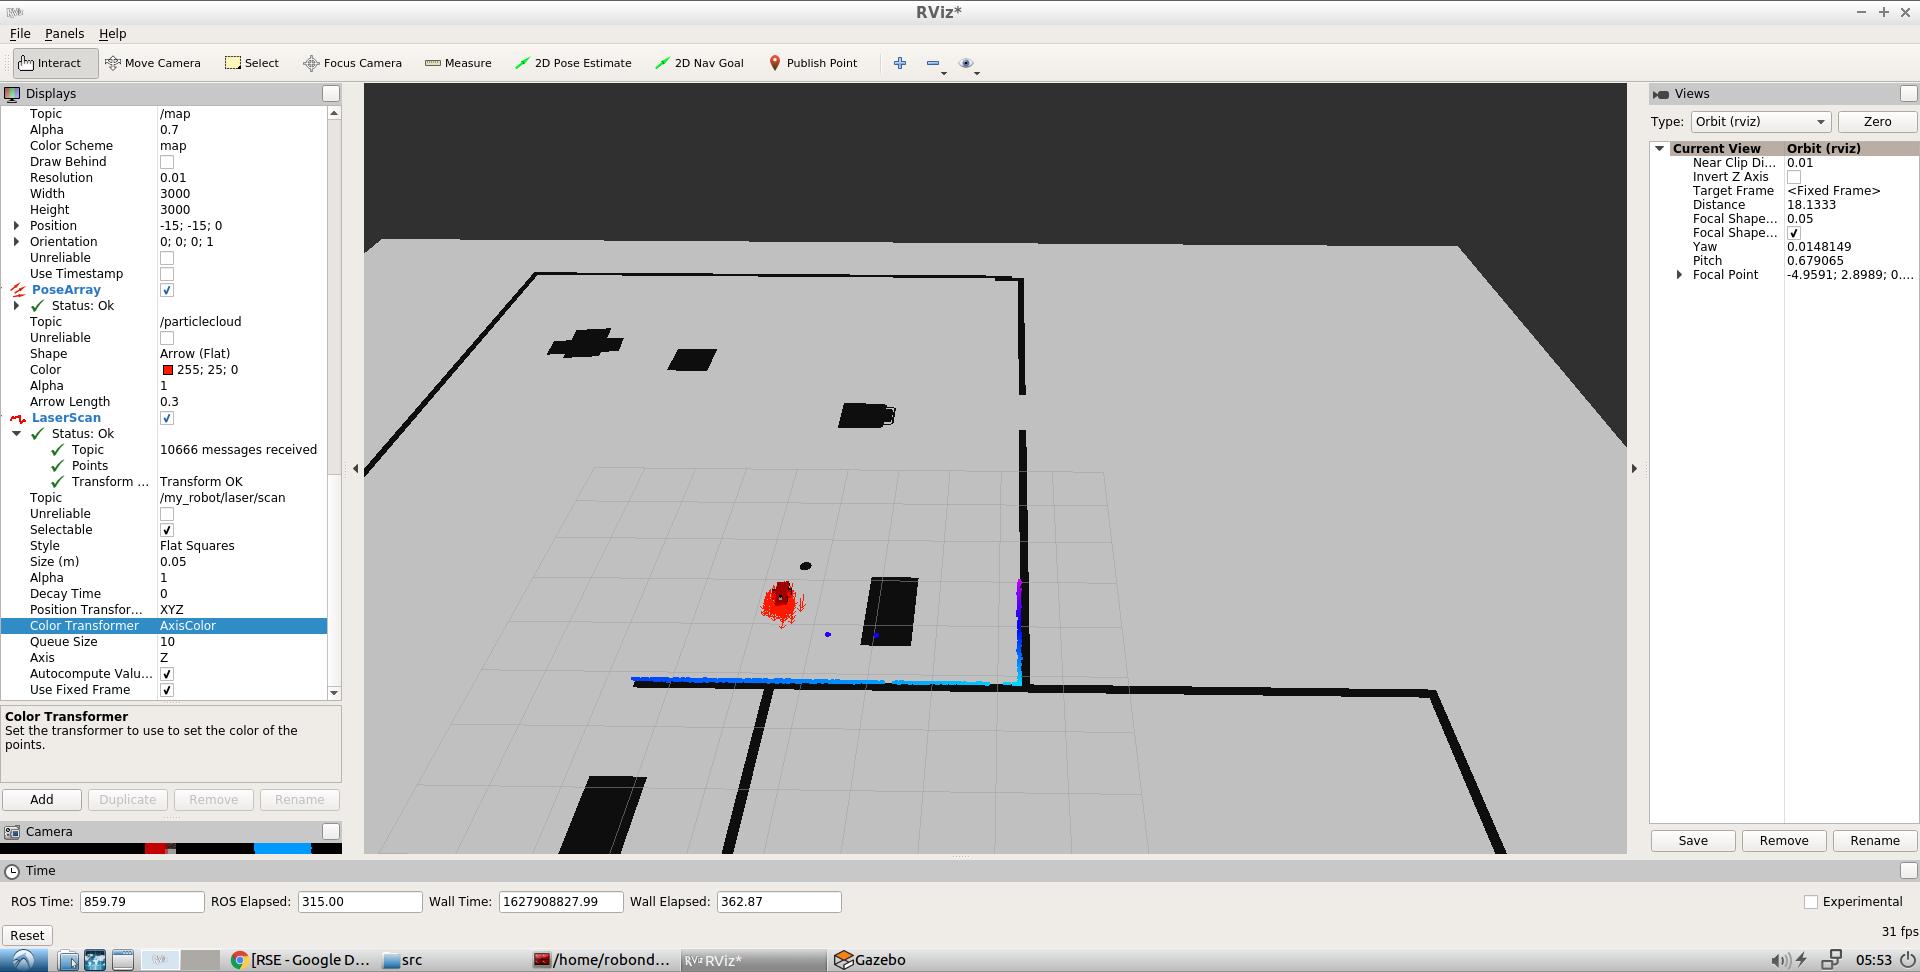 RViz*
File Panels Help
Interact Move Camera Select Focus Camera Measure 2D Pose Estimate 2D Nav Goal Publish Point
Displays
Topic /map
Alpha 0.7
Color Scheme map
Draw Behind
Resolution 0.01
Width 3000
Height 3000
Position -15; -15; 0
Orientation 0; 0; 0; 1
Unreliable
Use Timestamp
PoseArray
Status: Ok
Topic /particlecloud
Unreliable
Shape Arrow (Flat)
Color 255; 25; 0
Alpha 1
Arrow Length 0.3
LaserScan
Status: Ok
Topic 10666 messages received
Points
Transform ... Transform OK
Topic /my_robot/laser/scan
Unreliable
Selectable
Style Flat Squares
Size (m) 0.05
Alpha 1
Decay Time 0
Position Transfor... XYZ
Color Transformer AxisColor
Queue Size 10
Axis Z
Autocompute Valu...
Use Fixed Frame
Color Transformer
Set the transformer to use to set the color of the
points.
Add Duplicate Remove Rename
Camera
Views
Type: Orbit (rviz) Zero
Current View Orbit (rviz)
Near Clip Di... 0.01
Invert Z Axis
Target Frame <Fixed Frame>
Distance 18.1333
Focal Shape... 0.05
Focal Shape...
Yaw 0.0148149
Pitch 0.679065
Focal Point -4.9591; 2.8989; 0....
Save Remove Rename
Time
ROS Time: 859.79 ROS Elapsed: 315.00 Wall Time: 1627908827.99 Wall Elapsed: 362.87 Experimental
Reset 31 fps
[RSE - Google D... src /home/robond... RViz RViz* Gazebo 05:53